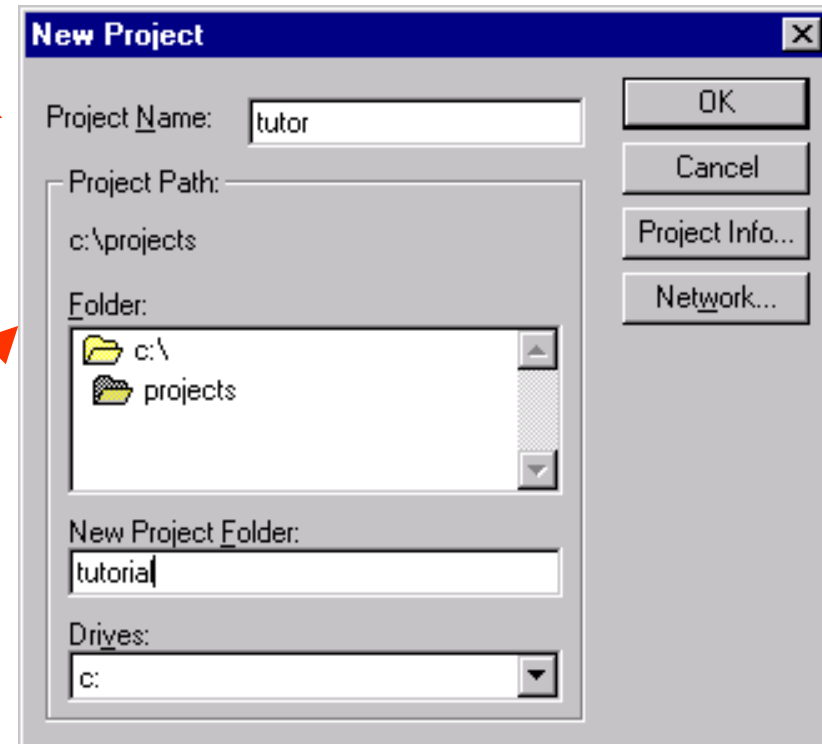 New Project
Project Name:
tutor
OK
Cancel
Project Info...
Network...
Project Path:
c:\projects
Folder:
c:\
projects
New Project Folder:
tutorial
Drives:
c: